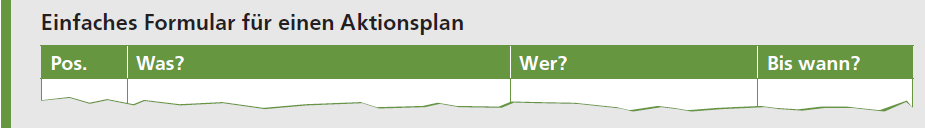 Einfaches Formular für einen Aktionsplan
Pos. Was? Wer? Bis wann?